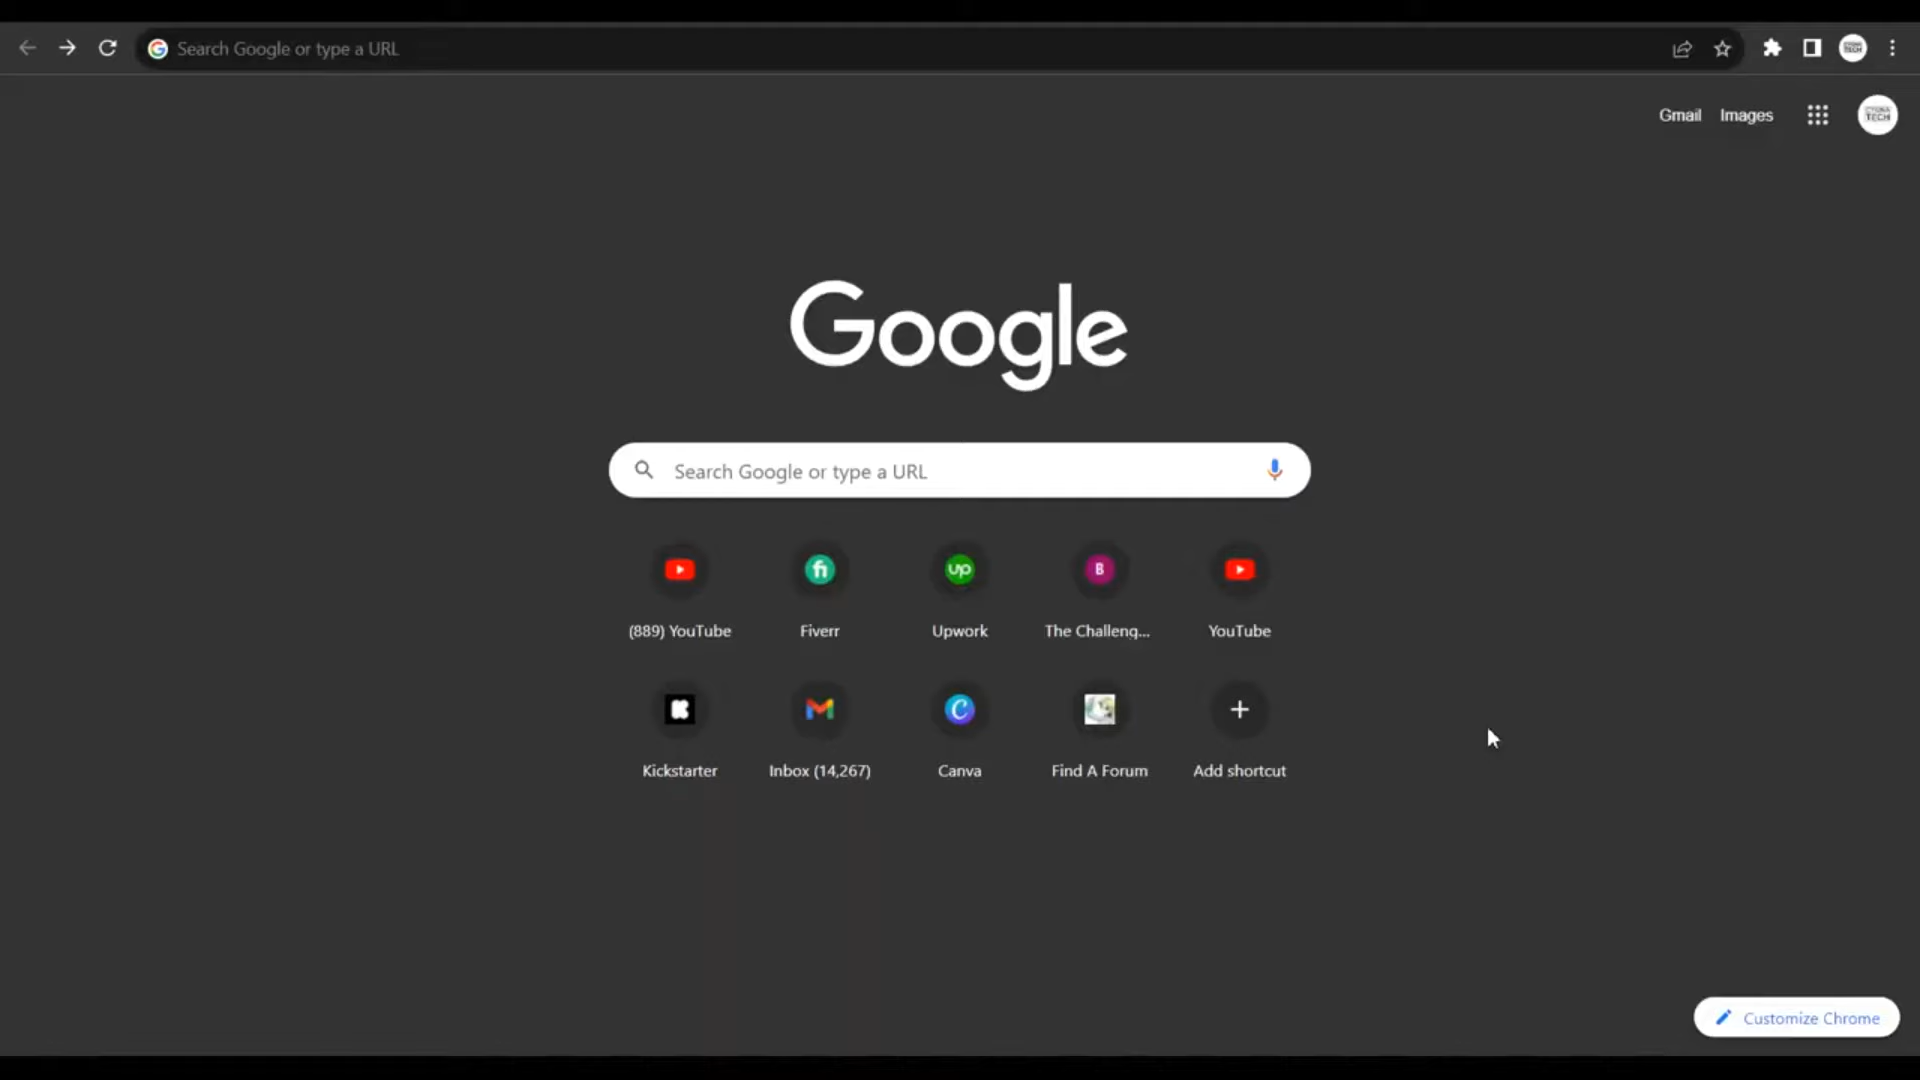 Search Google or type a URL
Gmail Images
TECH
Google
Search Google or type a URL
(889) YouTube Fiverr Upwork The Challeng... YouTube
Kickstarter Inbox (14,267) Canva Find A Forum Add shortcut
Customize Chrome